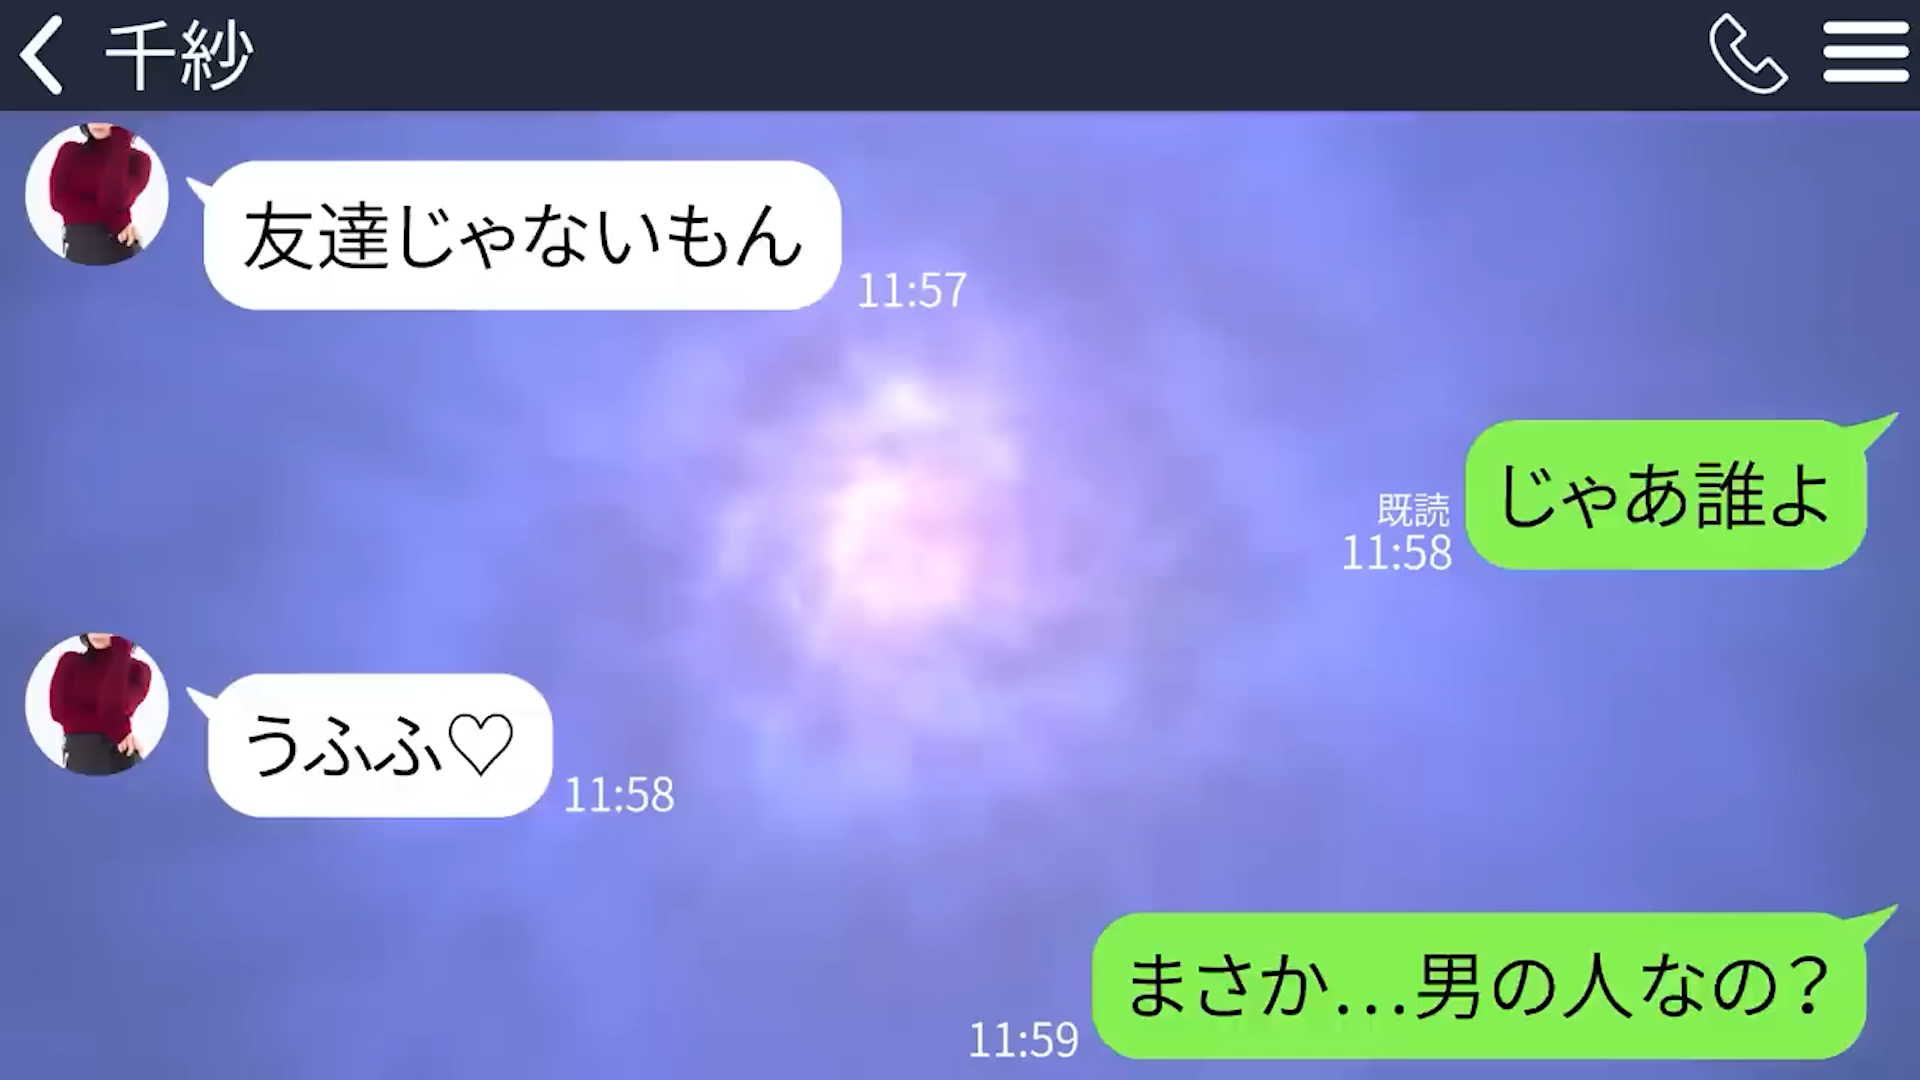 千紗
友達じゃないもん
11:57
じゃあ誰よ
既読
11:58
うふふ♡
11:58
まさか…男の人なの？
11:59